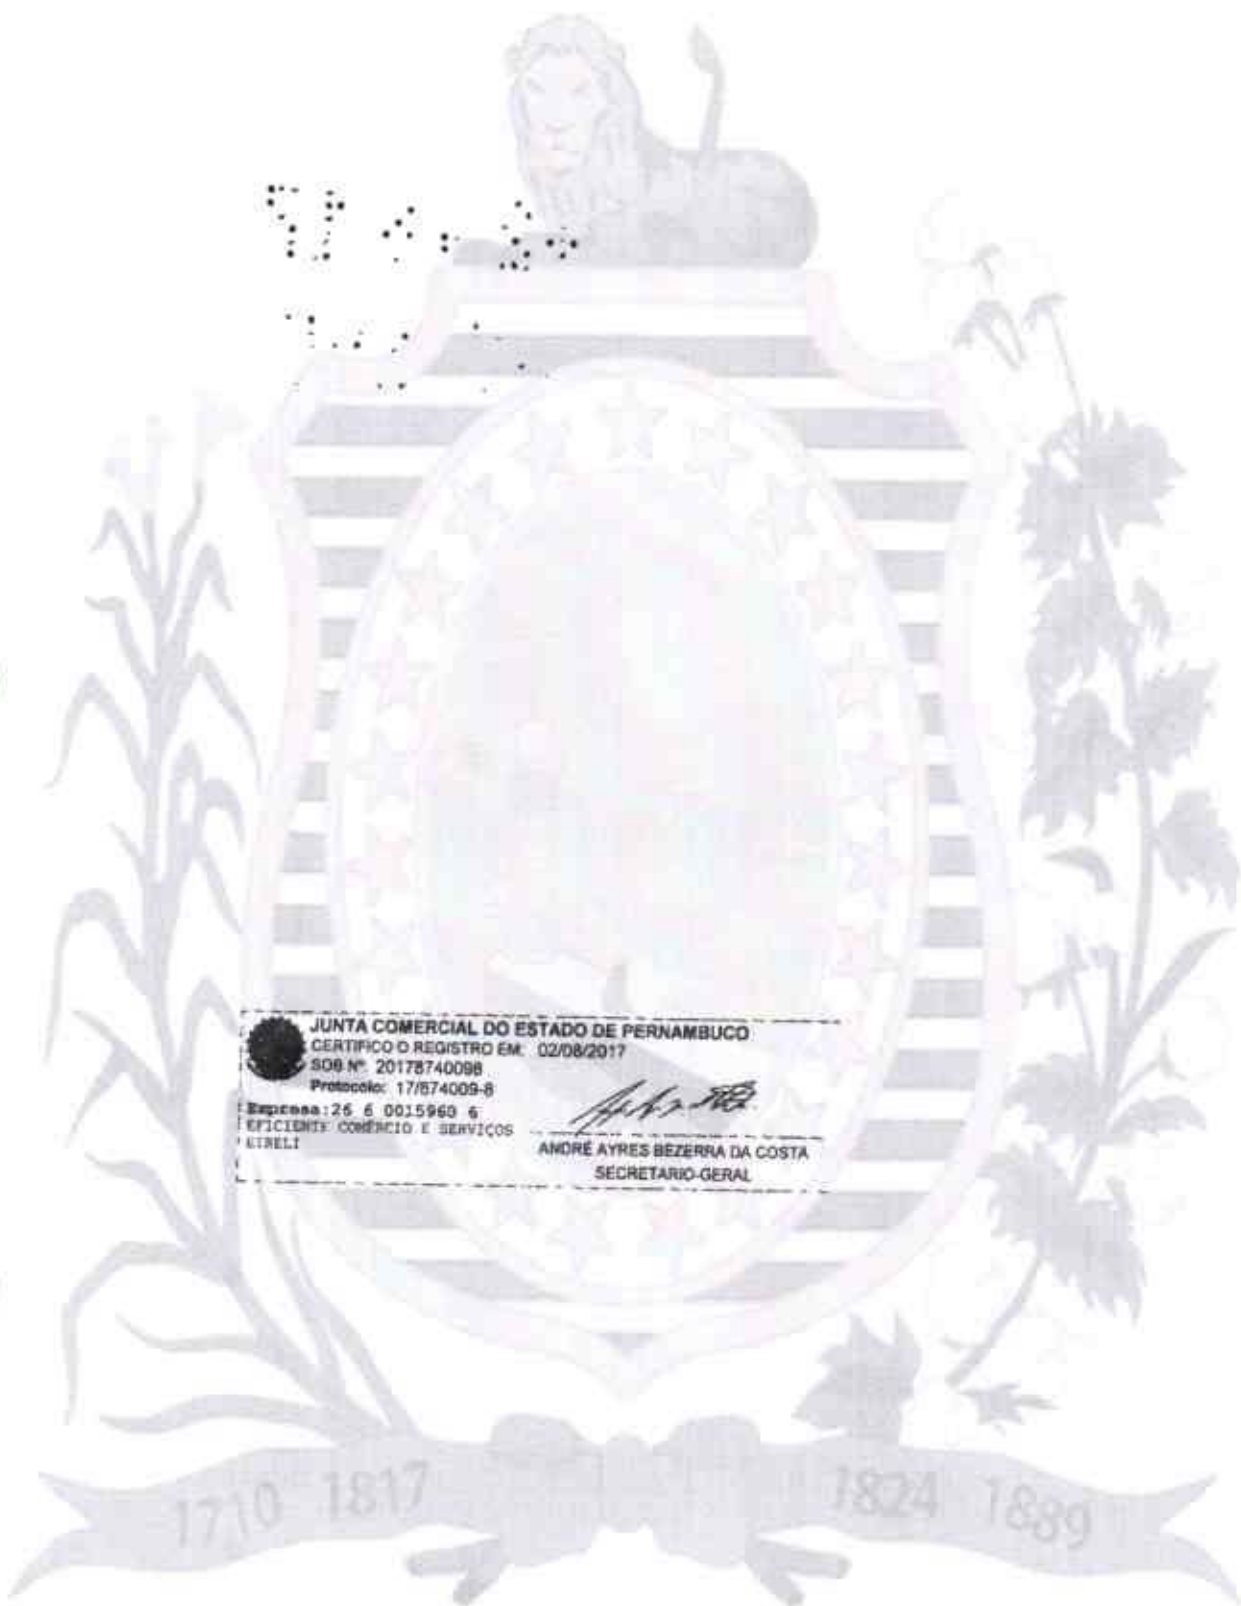 JUNTA COMERCIAL DO ESTADO DE PERNAMBUCO
CERTIFICO O REGISTRO EM: 02/08/2017
SOB Nº: 20178740098
Protocolo: 17/874009-8
Empresa: 26 6 0015960 6
EFICIENTE COMÉRCIO E SERVIÇOS
EIRELI
ANDRÉ AYRES BEZERRA DA COSTA
SECRETARIO-GERAL
1710 1817 1824 1889